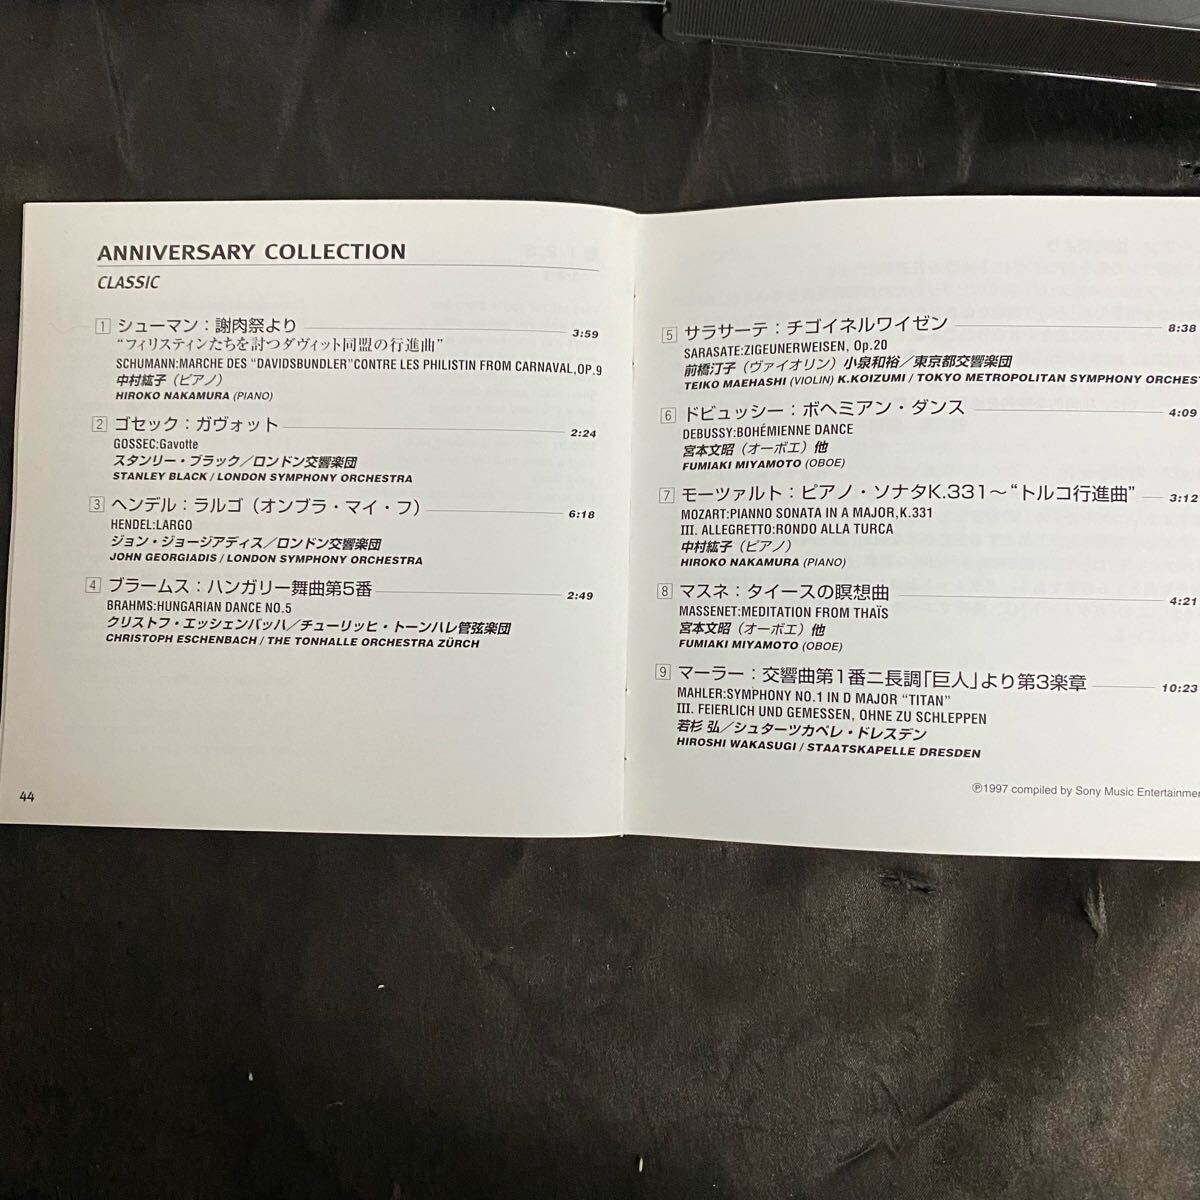 ANNIVERSARY COLLECTION
CLASSIC
1 シューマン：謝肉祭より 3:59
“フィリスティンたちを討つダヴィット同盟の行進曲”
SCHUMANN:MARCHE DES “DAVIDSBUNDLER”CONTRE LES PHILISTIN FROM CARNAVAL,OP.9
中村紘子（ピアノ）
HIROKO NAKAMURA (PIANO)
2 ゴセック：ガヴォット 2:24
GOSSEC:Gavotte
スタンリー・ブラック／ロンドン交響楽団
STANLEY BLACK / LONDON SYMPHONY ORCHESTRA
3 ヘンデル：ラルゴ（オンブラ・マイ・フ） 6:18
HENDEL:LARGO
ジョン・ジョージアディス／ロンドン交響楽団
JOHN GEORGIADIS / LONDON SYMPHONY ORCHESTRA
4 ブラームス：ハンガリー舞曲第5番 2:49
BRAHMS:HUNGARIAN DANCE NO.5
クリストフ・エッシェンバッハ／チューリッヒ・トーンハレ管弦楽団
CHRISTOPH ESCHENBACH / THE TONHALLE ORCHESTRA ZÜRCH
44
5 サラサーテ：チゴイネルワイゼン 8:38
SARASATE:ZIGEUNERWEISEN, Op.20
前橋汀子（ヴァイオリン）小泉和裕／東京都交響楽団
TEIKO MAEHASHI (VIOLIN) K.KOIZUMI / TOKYO METROPOLITAN SYMPHONY ORCHEST
6 ドビュッシー：ボヘミアン・ダンス 4:09
DEBUSSY:BOHÉMIENNE DANCE
宮本文昭（オーボエ）他
FUMIAKI MIYAMOTO (OBOE)
7 モーツァルト：ピアノ・ソナタK.331～“トルコ行進曲” 3:12
MOZART:PIANNO SONATA IN A MAJOR,K.331
III. ALLEGRETTO:RONDO ALLA TURCA
中村紘子（ピアノ）
HIROKO NAKAMURA (PIANO)
8 マスネ：タイースの瞑想曲 4:21
MASSENET:MEDITATION FROM THAÏS
宮本文昭（オーボエ）他
FUMIAKI MIYAMOTO (OBOE)
9 マーラー：交響曲第1番ニ長調「巨人」より第3楽章 10:23
MAHLER:SYMPHONY NO.1 IN D MAJOR “TITAN”
III. FEIERLICH UND GEMESSEN, OHNE ZU SCHLEPPEN
若杉 弘／シュターツカペレ・ドレスデン
HIROSHI WAKASUGI / STAATSKAPELLE DRESDEN
℗1997 compiled by Sony Music Entertainmen